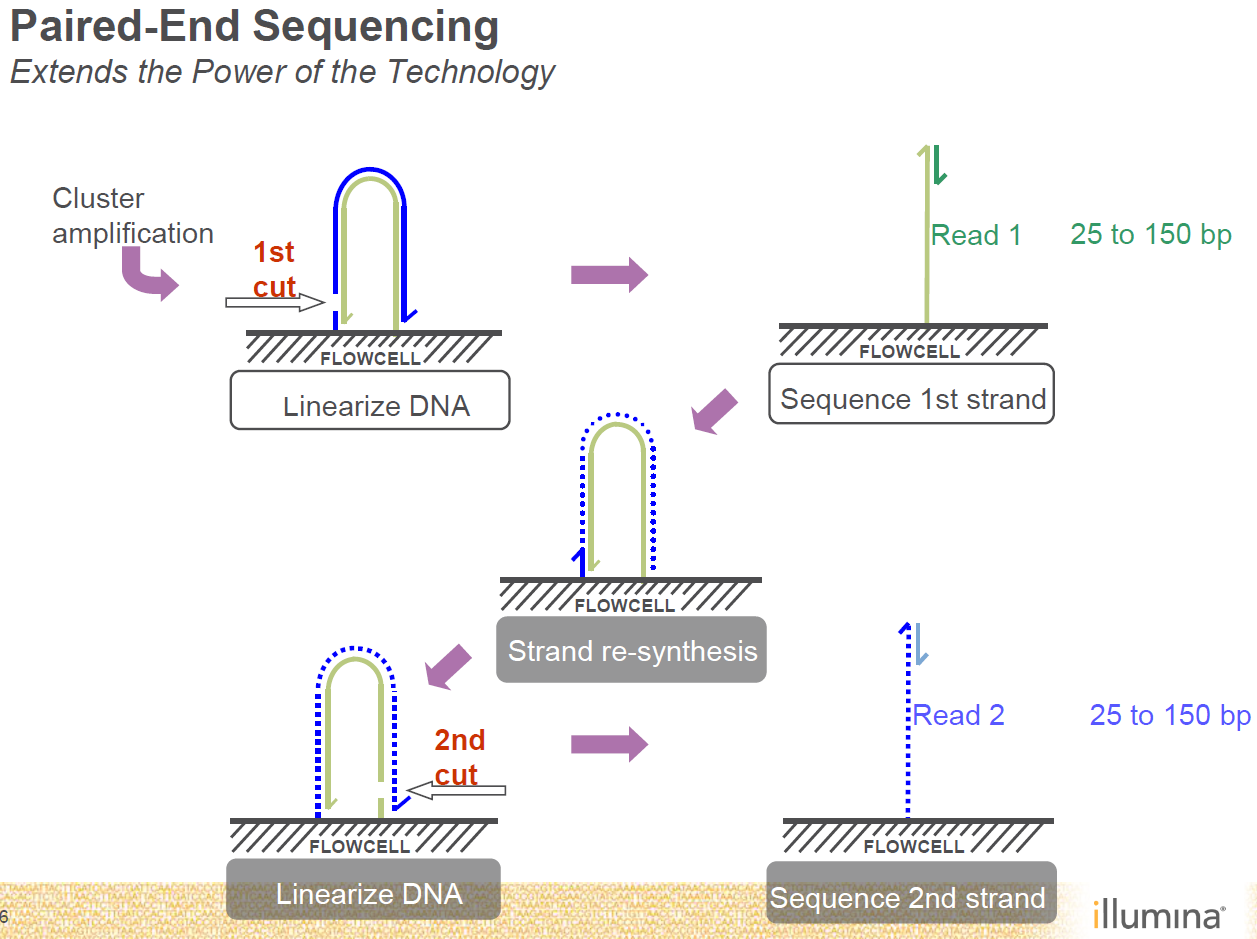 Paired-End Sequencing
Extends the Power of the Technology
Cluster
amplification
1st
cut
FLOWCELL
Linearize DNA
Read 1
25 to 150 bp
FLOWCELL
Sequence 1st strand
FLOWCELL
Strand re-synthesis
2nd
cut
FLOWCELL
Linearize DNA
Read 2
25 to 150 bp
FLOWCELL
Sequence 2nd strand
6
illumina®